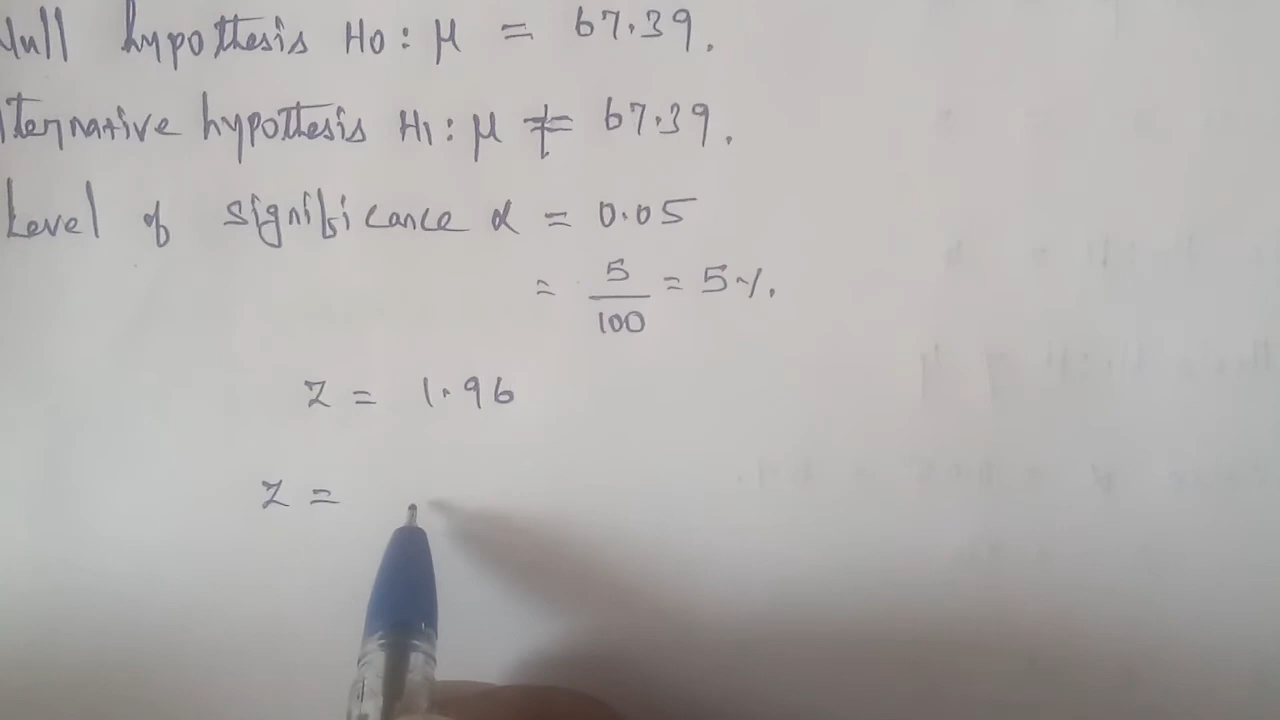 Null hypothesis H0 : μ = 67.39.
Alternative hypothesis H1 : μ ≠ 67.39.
Level of significance α = 0.05
= 5/100 = 5%.
z = 1.96
z =